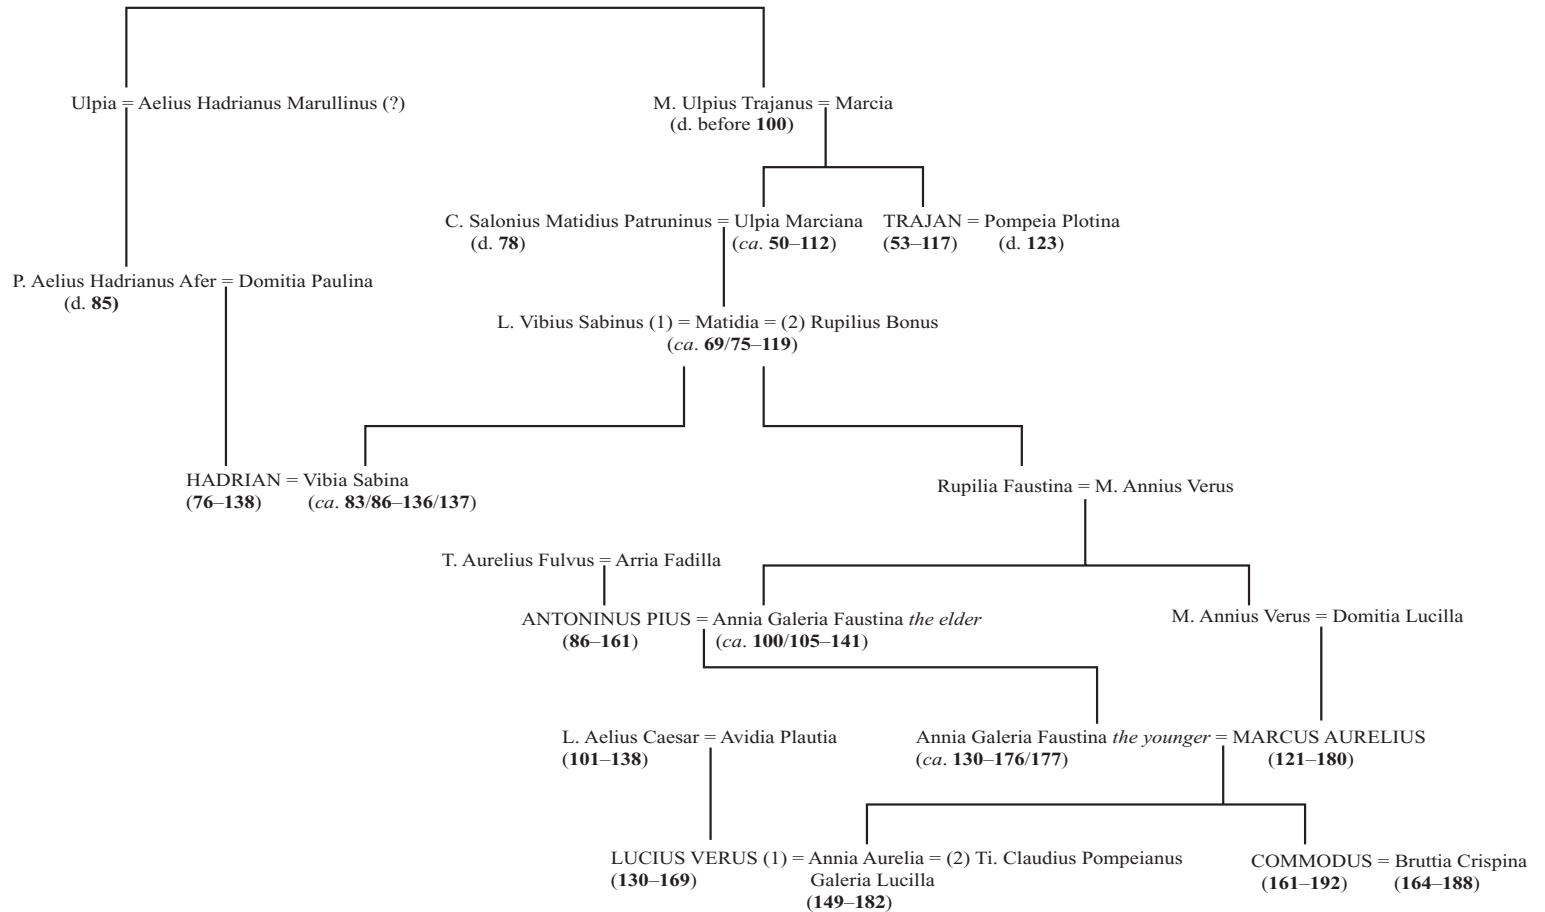 Ulpia = Aelius Hadrianus Marullinus (?)
M. Ulpius Trajanus = Marcia
(d. before 100)
C. Salonius Matidius Patruninus = Ulpia Marciana
(d. 78)
(ca. 50–112)
TRAJAN = Pompeia Plotina
(53–117)
(d. 123)
P. Aelius Hadrianus Afer = Domitia Paulina
(d. 85)
L. Vibius Sabinus (1) = Matidia = (2) Rupilius Bonus
(ca. 69/75–119)
HADRIAN = Vibia Sabina
(76–138)
(ca. 83/86–136/137)
Rupilia Faustina = M. Annius Verus
T. Aurelius Fulvus = Arria Fadilla
ANTONINUS PIUS = Annia Galeria Faustina the elder
(86–161)
(ca. 100/105–141)
M. Annius Verus = Domitia Lucilla
L. Aelius Caesar = Avidia Plautia
(101–138)
Annia Galeria Faustina the younger = MARCUS AURELIUS
(ca. 130–176/177)
(121–180)
LUCIUS VERUS (1) = Annia Aurelia = (2) Ti. Claudius Pompeianus
(130–169)
Galeria Lucilla
(149–182)
COMMODUS = Bruttia Crispina
(161–192)
(164–188)